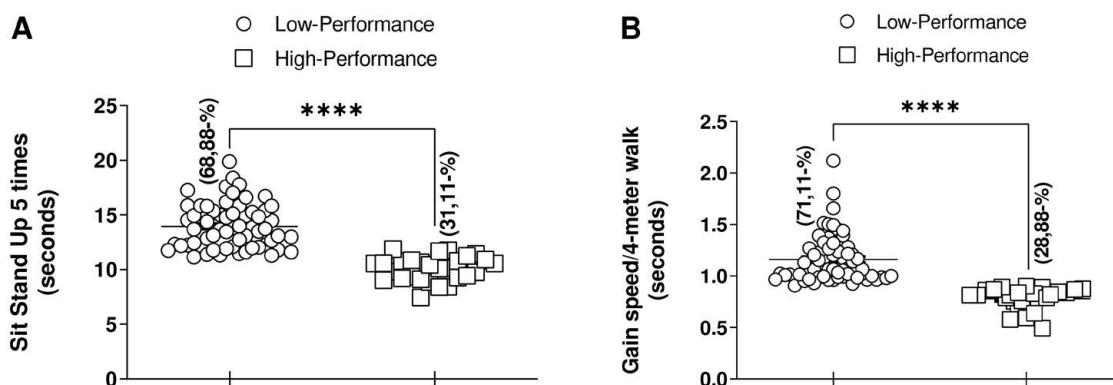 A
Low-Performance
High-Performance
Sit Stand Up 5 times
(seconds)
25
20
15
10
5
0
(68,88-%)
****
(31,11-%)
B
Low-Performance
High-Performance
Gain speed/4-meter walk
(seconds)
2.5
2.0
1.5
1.0
0.5
0.0
(71,11-%)
****
(28,88-%)